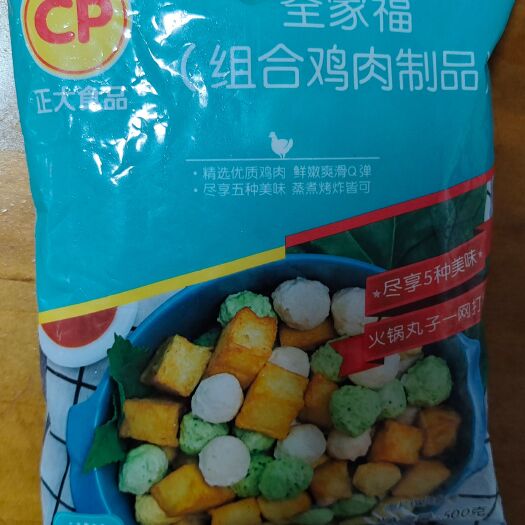 CP
正大食品
全家福
（组合鸡肉制品
· 精选优质鸡肉 鲜嫩爽滑Q弹
· 尽享五种美味 蒸煮烤炸皆可
★尽享5种美味★
火锅丸子一网打
500克